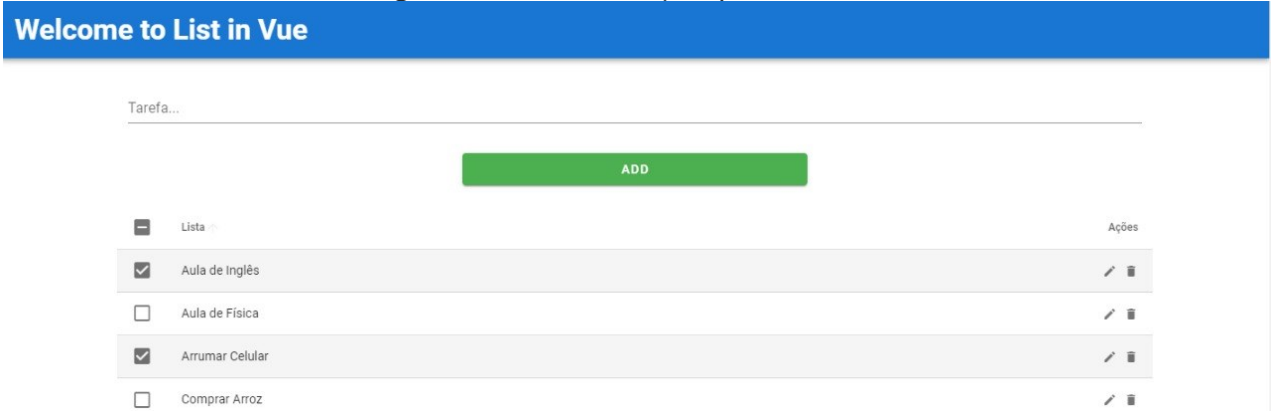 Welcome to List in Vue
Tarefa...
ADD
Lista Ações
Aula de Inglês
Aula de Física
Arrumar Celular
Comprar Arroz